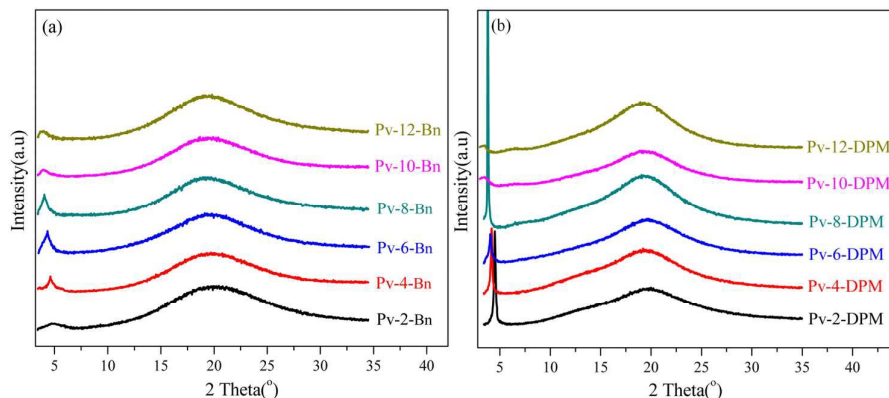 (a)
Intensity(a.u)
Pv-12-Bn
Pv-10-Bn
Pv-8-Bn
Pv-6-Bn
Pv-4-Bn
Pv-2-Bn
5 10 15 20 25 30 35 40
2 Theta(°)
(b)
Intensity(a.u)
Pv-12-DPM
Pv-10-DPM
Pv-8-DPM
Pv-6-DPM
Pv-4-DPM
Pv-2-DPM
5 10 15 20 25 30 35 40
2 Theta(°)